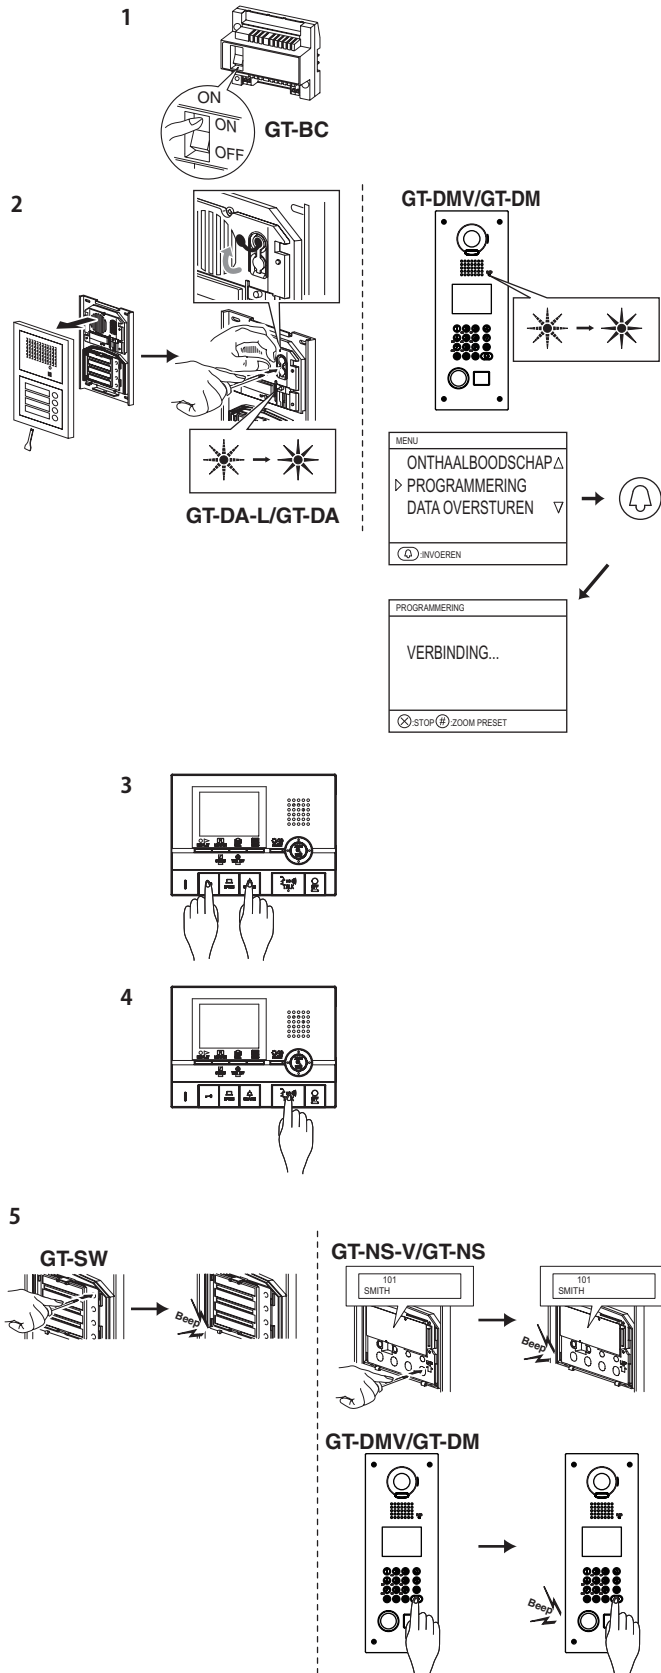 1
ON
ON
OFF
GT-BC
2
GT-DA-L/GT-DA
GT-DMV/GT-DM
MENU
ONTHAALBOODSCHAP△
▷ PROGRAMMERING
DATA OVERSTUREN ▽
:INVOEREN
PROGRAMMERING
VERBINDING...
ⓧ:STOP (#):ZOOM PRESET
3
4
TALK
5
GT-SW
Beep
GT-NS-V/GT-NS
101
SMITH
101
SMITH
Beep
GT-DMV/GT-DM
Beep